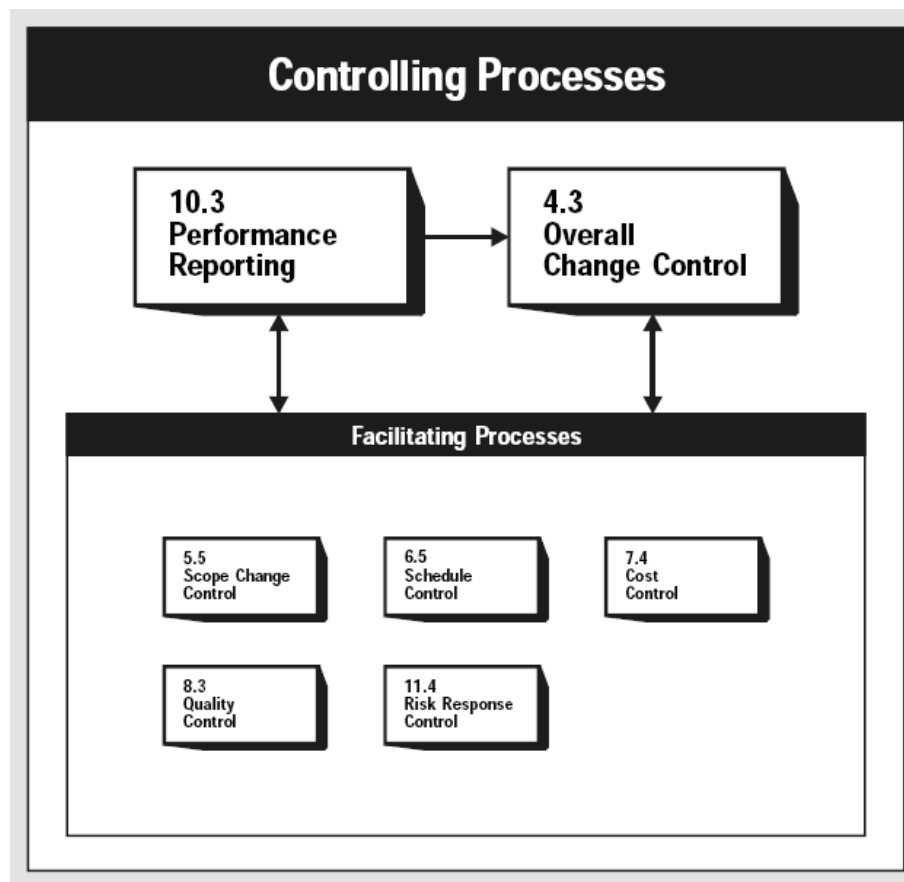 Controlling Processes
10.3
Performance
Reporting
4.3
Overall
Change Control
Facilitating Processes
5.5
Scope Change
Control
6.5
Schedule
Control
7.4
Cost
Control
8.3
Quality
Control
11.4
Risk Response
Control